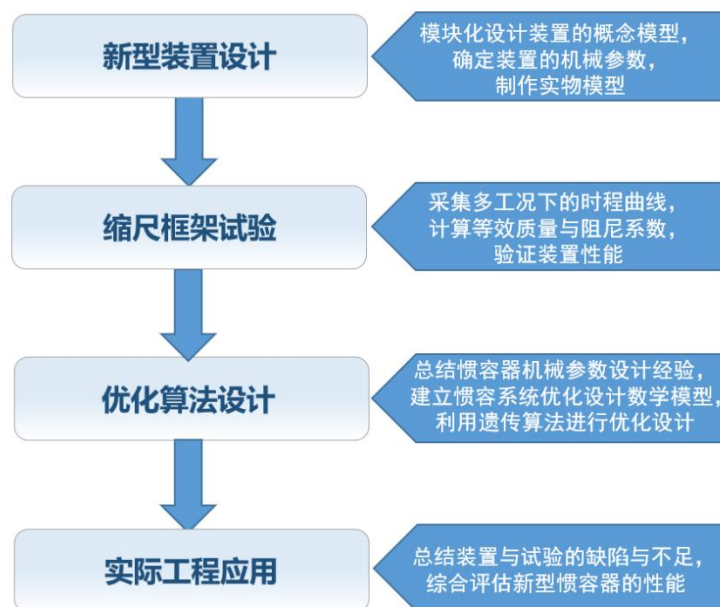 新型装置设计
模块化设计装置的概念模型，
确定装置的机械参数，
制作实物模型
缩尺框架试验
采集多工况下的时程曲线，
计算等效质量与阻尼系数，
验证装置性能
优化算法设计
总结惯容器机械参数设计经验，
建立惯容系统优化设计数学模型，
利用遗传算法进行优化设计
实际工程应用
总结装置与试验的缺陷与不足，
综合评估新型惯容器的性能